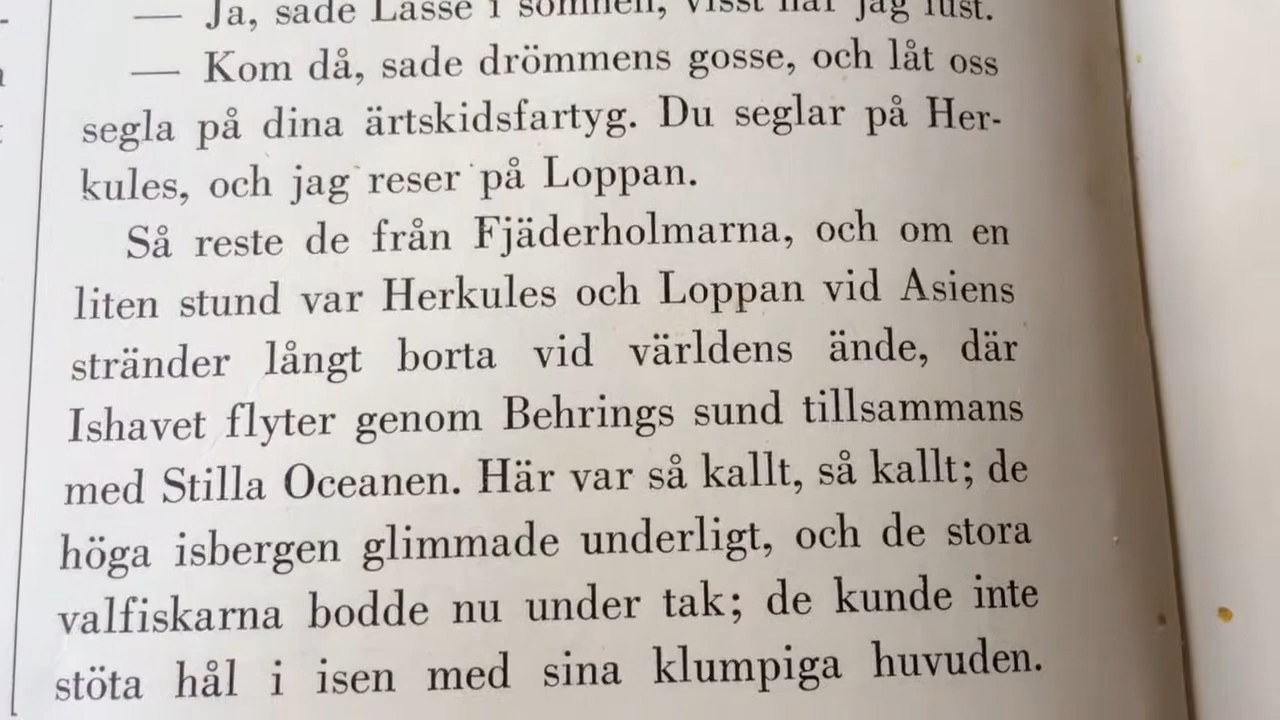 — Ja, sade Lasse i sömnen, visst har jag lust.
— Kom då, sade drömmens gosse, och låt oss
segla på dina ärtskidsfartyg. Du seglar på Her-
kules, och jag reser på Loppan.
Så reste de från Fjäderholmarna, och om en
liten stund var Herkules och Loppan vid Asiens
stränder långt borta vid världens ände, där
Ishavet flyter genom Behrings sund tillsammans
med Stilla Oceanen. Här var så kallt, så kallt; de
höga isbergen glimmade underligt, och de stora
valfiskarna bodde nu under tak; de kunde inte
stöta hål i isen med sina klumpiga huvuden.